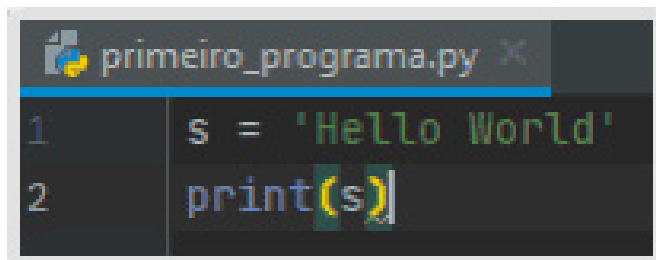 primeiro_programa.py
1 s = 'Hello World'
2 print(s)